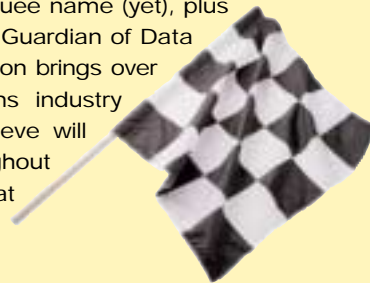 uee name (yet), plus
Guardian of Data
on brings over
ns industry
eve will
ghout
at